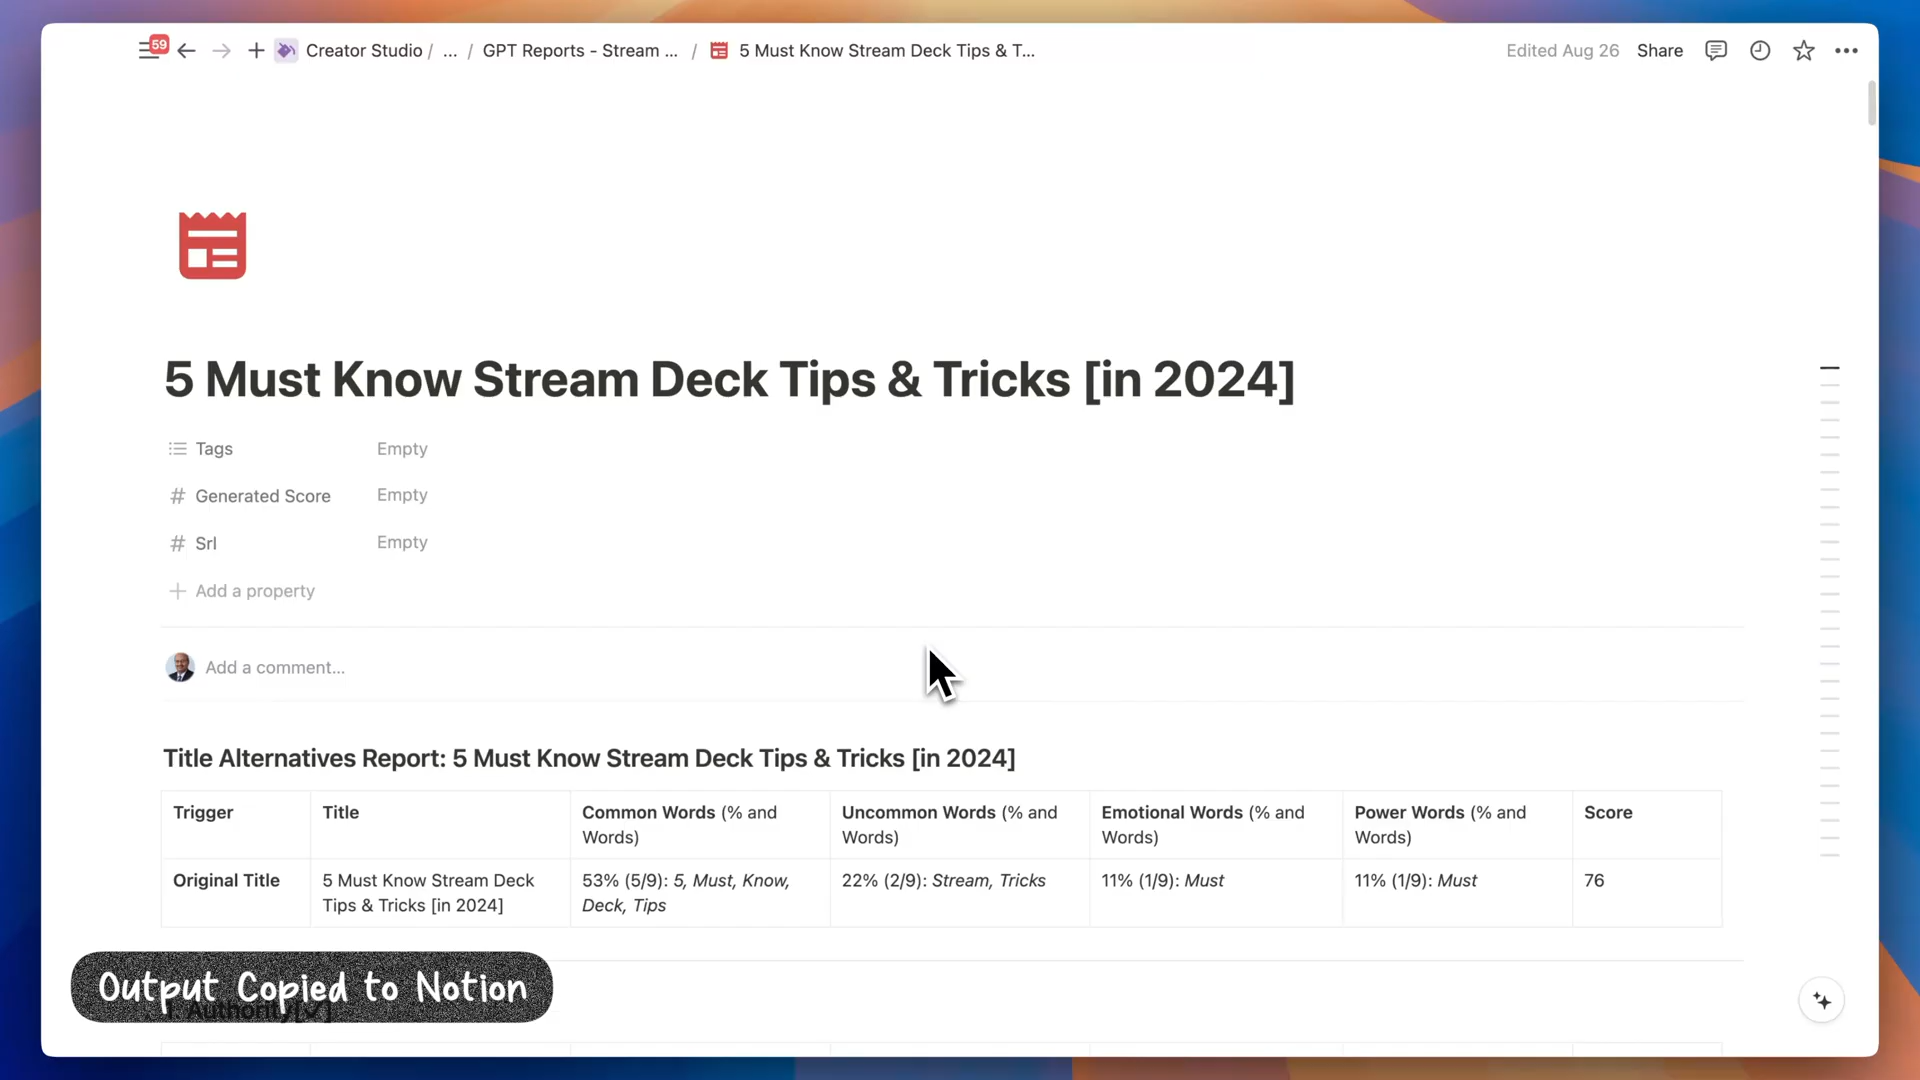 59
Creator Studio / ... / GPT Reports - Stream ... / 5 Must Know Stream Deck Tips & T...
Edited Aug 26 Share
5 Must Know Stream Deck Tips & Tricks [in 2024]
Tags Empty
# Generated Score Empty
# Srl Empty
+ Add a property
Add a comment...
Title Alternatives Report: 5 Must Know Stream Deck Tips & Tricks [in 2024]
Trigger Title Common Words (% and Uncommon Words (% and Emotional Words (% and Power Words (% and Score
Words) Words) Words) Words)
Original Title 5 Must Know Stream Deck 53% (5/9): 5, Must, Know, 22% (2/9): Stream, Tricks 11% (1/9): Must 11% (1/9): Must 76
Tips & Tricks [in 2024] Deck, Tips
Output Copied to Notion
1. Authority[✓]